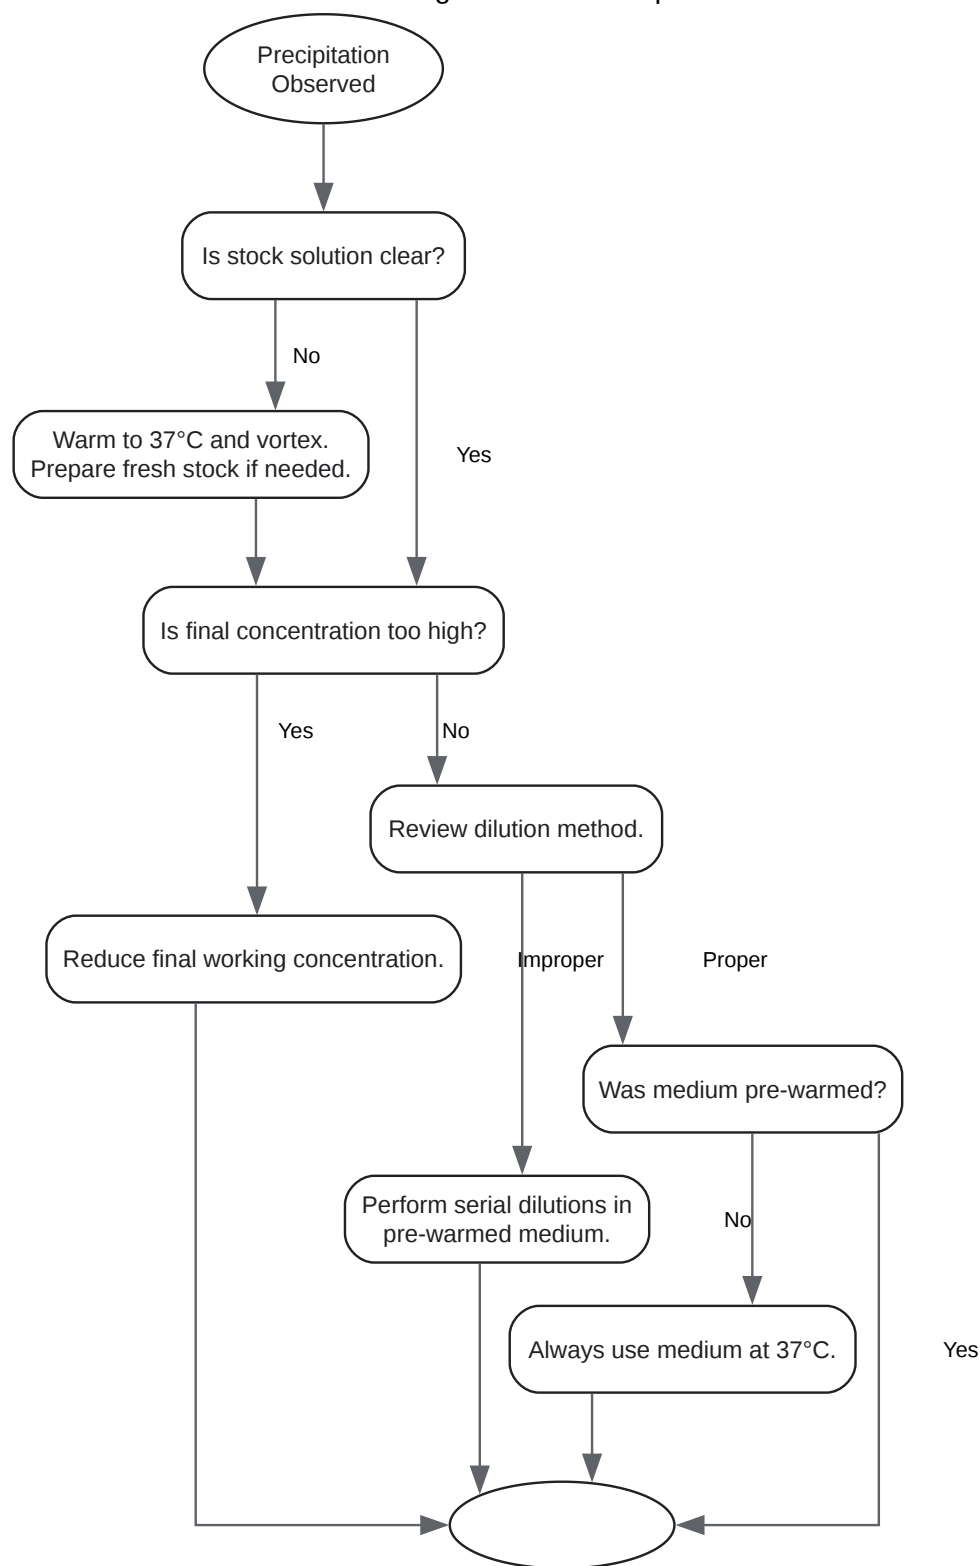 Precipitation
Observed
Is stock solution clear?
No
Warm to 37°C and vortex.
Prepare fresh stock if needed.
Yes
Is final concentration too high?
Yes
No
Review dilution method.
Reduce final working concentration.
Improper
Proper
Was medium pre-warmed?
Perform serial dilutions in
pre-warmed medium.
No
Always use medium at 37°C.
Yes